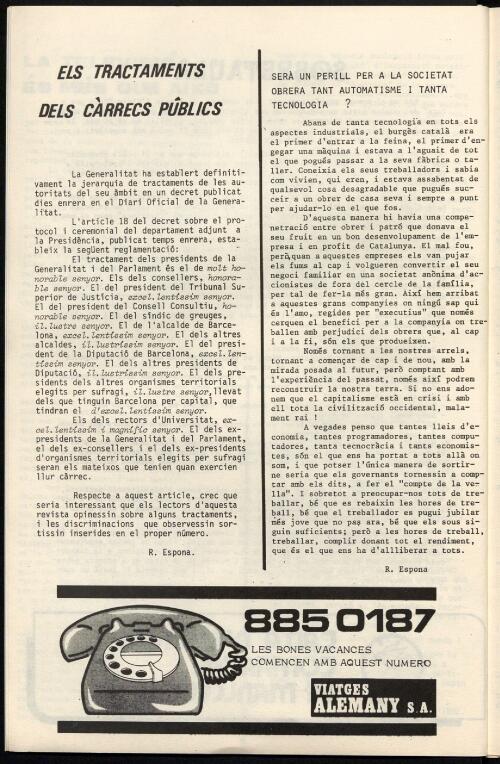 ELS TRACTAMENTS
DELS CÀRRECS PÚBLICS
La Generalitat ha establert definiti-
vament la jerarquia de tractaments de les au-
toritats del seu àmbit en un decret publicat
dies enrera en el Diari Oficial de la Genera-
litat.
L'article 18 del decret sobre el pro-
tocol i ceremonial del departament adjunt a
la Presidència, publicat temps enrera, esta-
bleix la següent reglamentació:
El tractament dels presidents de la
Generalitat i del Parlament és el de molt ho-
norable senyor. El dels consellers, honora-
ble senyor. El del president del Tribunal Su-
perior de Justícia, excel.lentíssim senyor.
El del president del Consell Consultiu, ho-
norable senyor. El del síndic de greuges,
il.lustre senyor. El de l'alcalde de Barce-
lona, excel.lentíssim senyor. El dels altres
alcaldes, il.lustríssim senyor. El del presi-
dent de la Diputació de Barcelona, excel.len-
tíssim senyor. El dels altres presidents de
Diputació, il.lustríssim senyor. El dels pre-
sidents dels altres organismes territorials
elegits per sufragi, il.lustre senyor, llevat
dels que tinguin Barcelona per capital, que
tindran el d'excel.lentíssim senyor.
Els dels rectors d'Universitat, ex-
cel.lentíssim i magnífic senyor. El dels ex-
presidents de la Generalitat i del Parlament,
el dels ex-consellers i el dels ex-presidents
d'organismes territorials elegits per sufragi
seran els mateixos que tenien quan exercien
llur càrrec.
Respecte a aquest article, crec que
seria interessant que els lectors d'aquesta
revista opinessin sobre alguns tractaments,
i les discriminacions que observessin sor-
tissin inserides en el proper número.
R. Espona.
SERÀ UN PERILL PER A LA SOCIETAT
OBRERA TANT AUTOMATISME I TANTA
TECNOLOGIA ?
Abans de tanta tecnologia en tots els
aspectes industrials, el burgès català era
el primer d'entrar a la feina, el primer d'en-
gegar una màquina i estava a l'aguait de tot
el que pogués passar a la seva fàbrica o ta-
ller. Coneixia els seus treballadors i sabia
com vivien, qui eren, i estava assabentat de
qualsevol cosa desagradable que pugués suc-
ceir a un obrer de casa seva i sempre a punt
per ajudar-lo en el que fos.
D'aquesta manera hi havia una compe-
netració entre obrer i patró que donava el
seu fruit en un bon desenvolupament de l'em-
presa i en profit de Catalunya. El mal fou,
però,quan a aquestes empreses els van pujar
els fums al cap i volgueren convertir el seu
negoci familiar en una societat anònima d'ac-
cionistes de fora del cercle de la família,
per tal de fer-la més gran. Així hem arribat
a aquestes grans companyies on ningú sap qui
és l'amo, regides per "executius" que només
cerquen el benefici per a la companyia on tre-
ballen amb perjudici dels obrers que, al cap
i a la fi, són els que produeixen.
Només tornant a les nostres arrels,
tornant a començar de cap i de nou, amb la
mirada posada al futur, però comptant amb
l'experiència del passat, només així podrem
reconstruir la nostra terra. Si no ens ado-
nem que el capitalisme està en crisi i amb
ell tota la civilització occidental, mala-
ment rai !
A vegades penso que tantes lleis d'e-
conomia, tantes programadores, tantes compu-
tadores, tanta tecnocràcia i tants economis-
tes, són el que ens ha portat a tots allà on
som, i que potser l'única manera de sortir-
ne seria que els governants tornessin a comp-
tar amb els dits, a fer el "compte de la ve-
lla". I sobretot a preocupar-nos tots de tre-
ballar, bé que es rebaixin les hores de tre-
ball, bé que el treballador es pugui jubilar
més jove que no pas ara, bé que els sous si-
guin suficients; però a les hores de treball,
treballar, complir donant tot el rendiment,
que és el que ens ha d'alliberar a tots.
R. Espona
885 0187
LES BONES VACANCES
COMENCEN AMB AQUEST NUMERO
VIATGES
ALEMANY S.A.